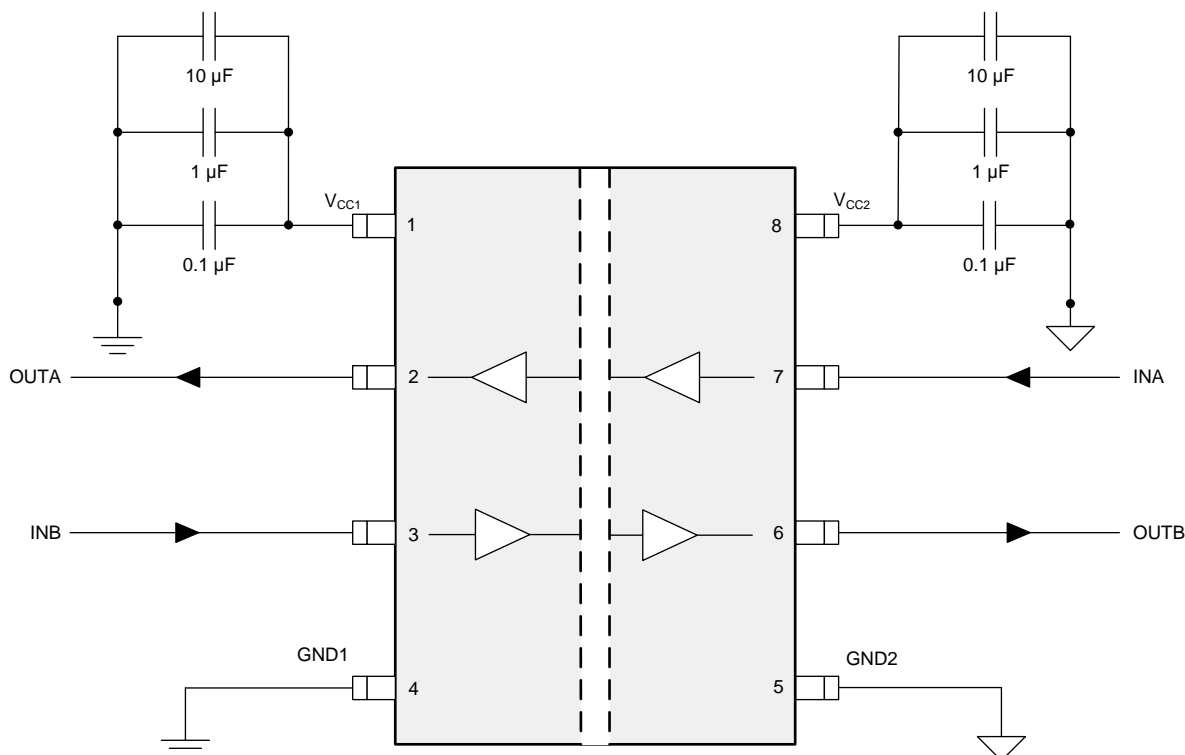 10 µF
10 µF
1 µF
1 µF
VCC1
1
8
VCC2
0.1 µF
0.1 µF
OUTA
2
7
INA
INB
3
6
OUTB
GND1
4
5
GND2